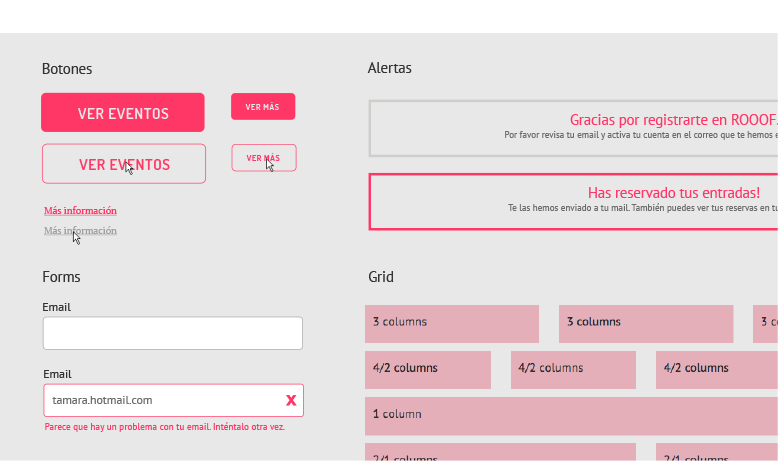 Botones
VER EVENTOS
VER MÁS
VER EVENTOS
VER MÁS
Más información
Más información
Forms
Email
Email
tamara.hotmail.com
X
Parece que hay un problema con tu email. Inténtalo otra vez.
Alertas
Gracias por registrarte en ROOOF.
Por favor revisa tu email y activa tu cuenta en el correo que te hemos
Has reservado tus entradas!
Te las hemos enviado a tu mail. También puedes ver tus reservas en
Grid
3 columns
3 columns
3
4/2 columns
4/2 columns
4/2 columns
1 column
2/1 columns
2/1 columns